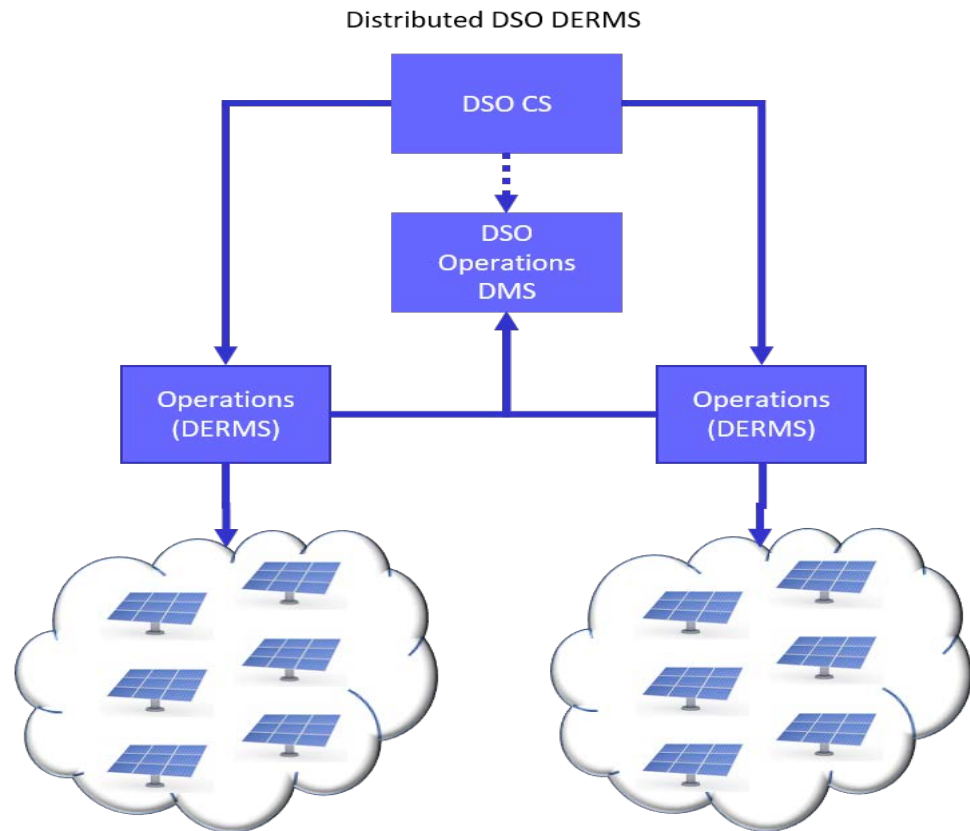 Distributed DSO DERMS
DSO CS
DSO
Operations
DMS
Operations
(DERMS)
Operations
(DERMS)